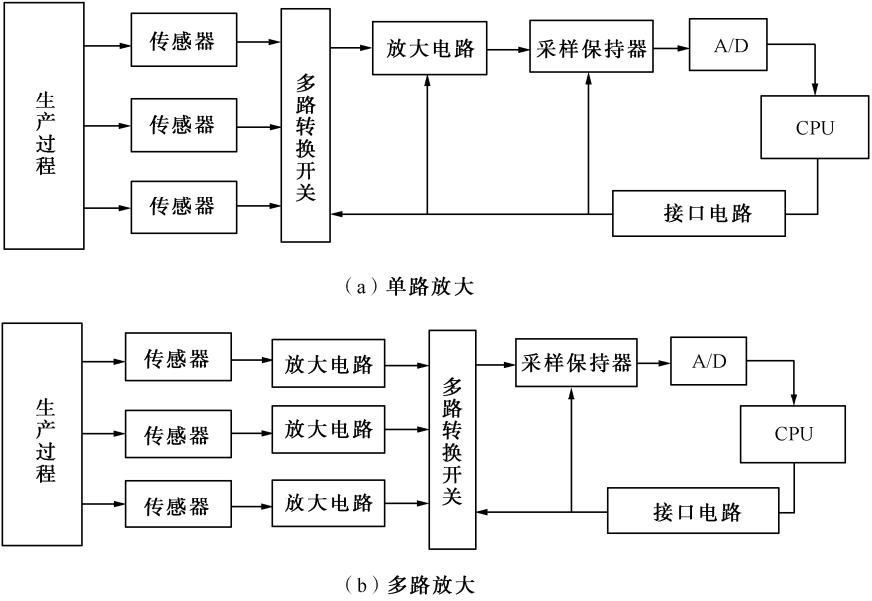 生产过程
传感器
传感器
传感器
多路转换开关
放大电路
采样保持器
A/D
CPU
接口电路
（a）单路放大
生产过程
传感器
传感器
传感器
放大电路
放大电路
放大电路
多路转换开关
采样保持器
A/D
CPU
接口电路
（b）多路放大